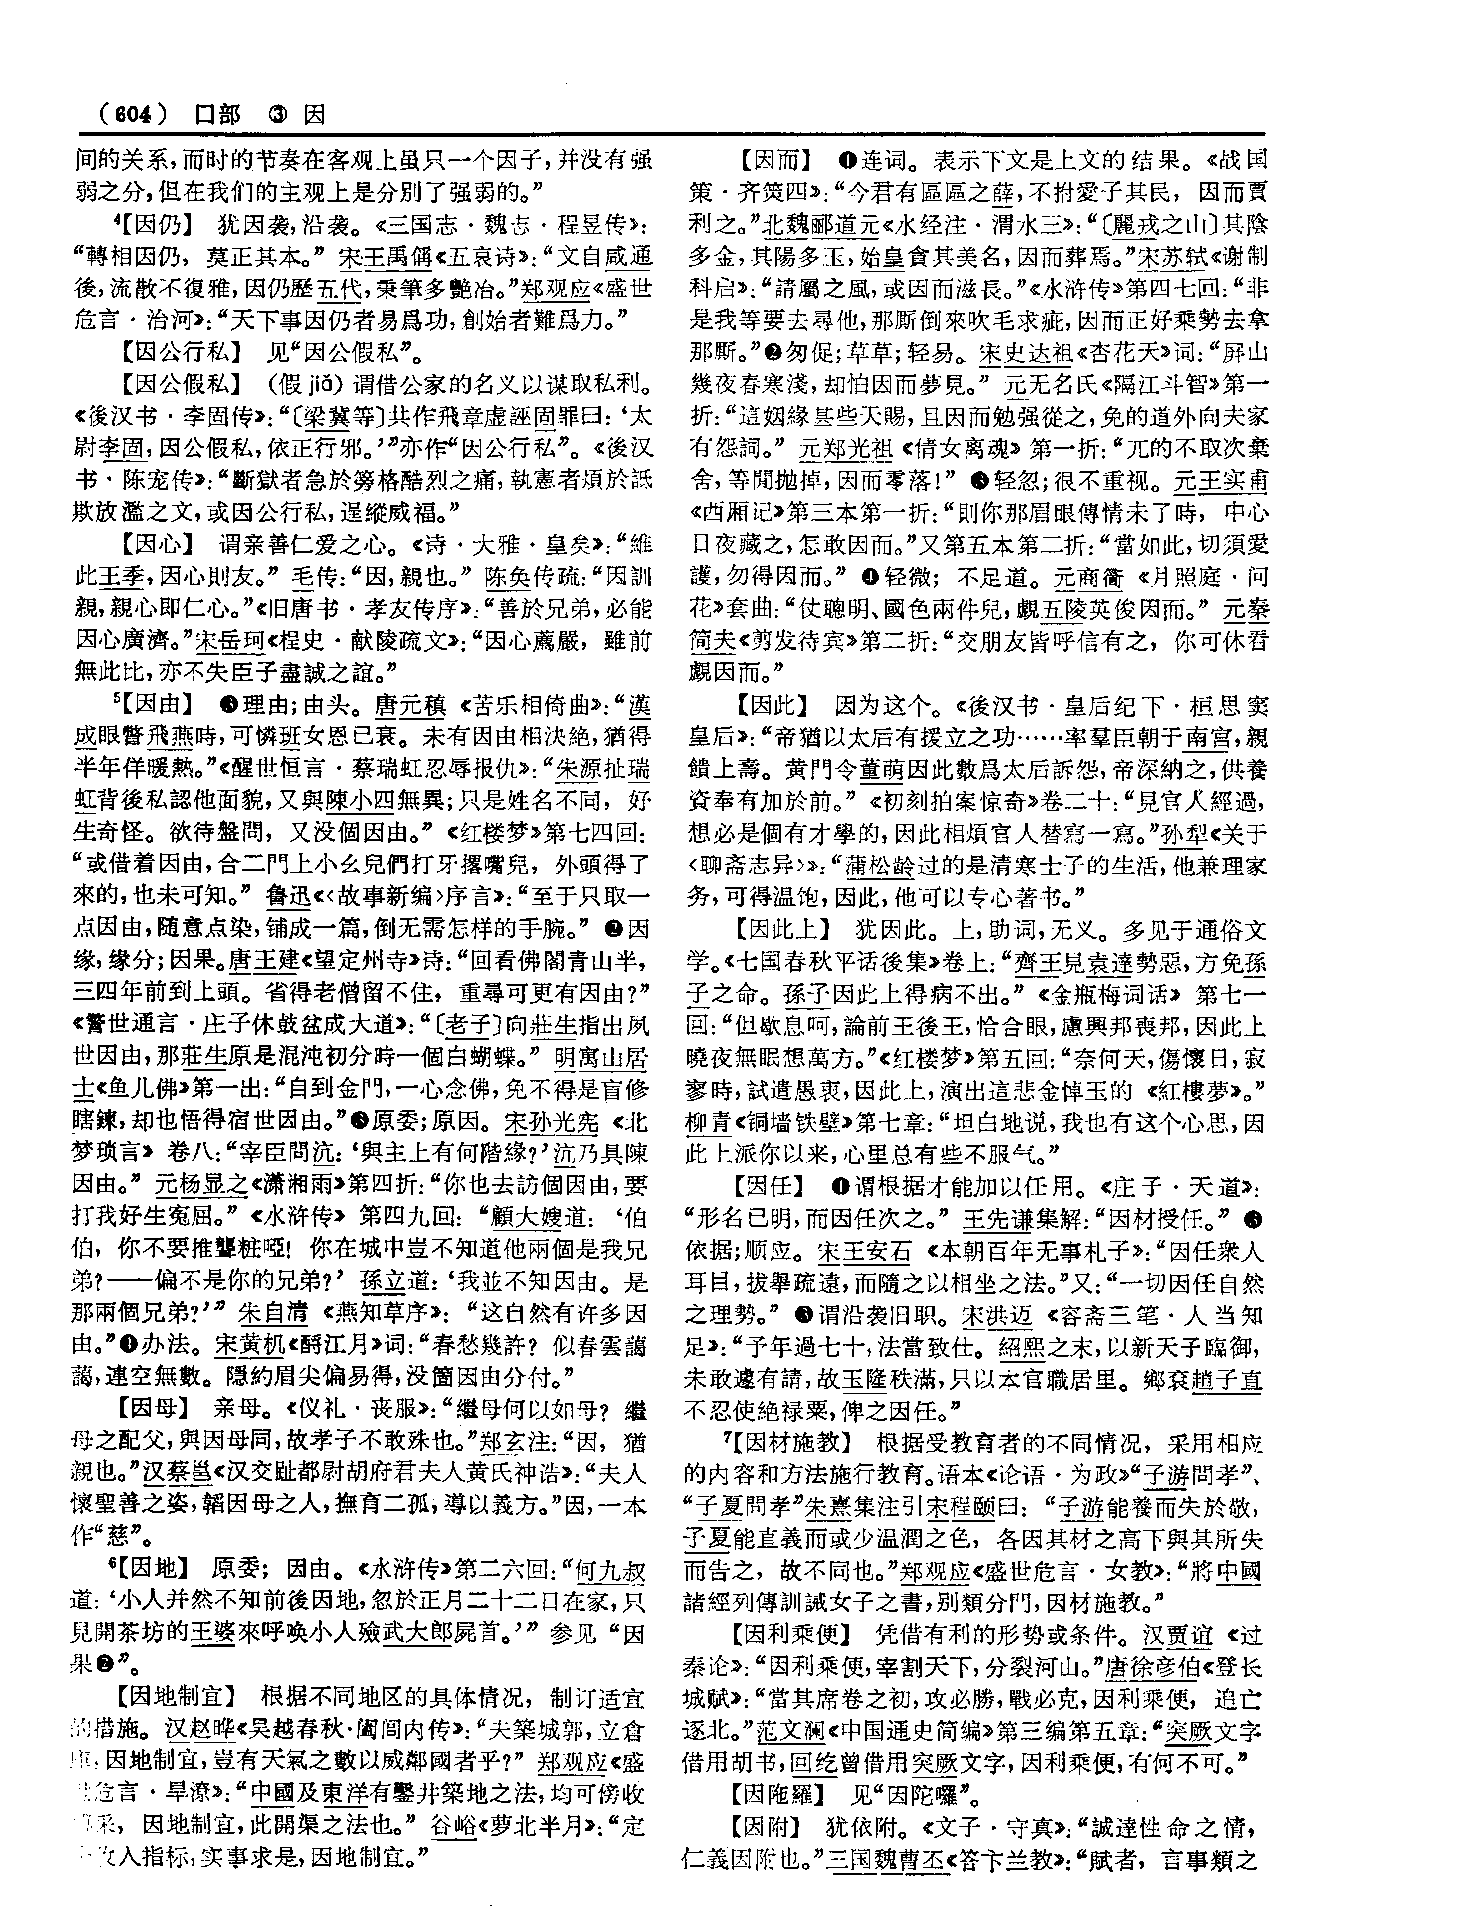 （604） 口部 ③ 因
间的关系，而时的节奏在客观上虽只一个因子，并没有强
弱之分，但在我们的主观上是分别了强弱的。”
4【因仍】 犹因袭，沿袭。《三国志·魏志·程昱传》：
“轉相因仍，莫正其本。” 宋王禹偁《五哀诗》：“文自咸通
後，流散不復雅，因仍歷五代，秉筆多艷冶。”郑观应《盛世
危言·治河》：“天下事因仍者易爲功，創始者難爲力。”
【因公行私】 见“因公假私”。
【因公假私】 （假 jiǎ）谓借公家的名义以谋取私利。
《後汉书·李固传》：“〔梁冀等〕共作飛章虚誣固罪曰：‘太
尉李固，因公假私，依正行邪。’”亦作“因公行私”。《後汉
书·陈宠传》：“斷獄者急於篣格酷烈之痛，執憲者煩於詆
欺放濫之文，或因公行私，逞縱威福。”
【因心】 谓亲善仁爱之心。《诗·大雅·皇矣》：“維
此王季，因心則友。” 毛传：“因，親也。” 陈奂传疏：“因訓
親，親心即仁心。”《旧唐书·孝友传序》：“善於兄弟，必能
因心廣濟。”宋岳珂《桯史·献陵疏文》：“因心薦嚴，雖前
無此比，亦不失臣子盡誠之誼。”
5【因由】 ❶理由；由头。唐元稹《苦乐相倚曲》：“漢
成眼瞥飛燕時，可憐班女恩已衰。未有因由相決絶，猶得
半年佯暖熱。”《醒世恒言·蔡瑞虹忍辱报仇》：“朱源扯瑞
虹背後私認他面貌，又與陳小四無異；只是姓名不同，好
生奇怪。欲待盤問，又没個因由。”《红楼梦》第七四回：
“或借着因由，合二門上小幺兒們打牙撂嘴兒，外頭得了
來的，也未可知。” 鲁迅《〈故事新编〉序言》：“至于只取一
点因由，随意点染，铺成一篇，倒无需怎样的手腕。”❷因
缘，缘分；因果。唐王建《望定州寺》诗：“回看佛閣青山半，
三四年前到上頭。省得老僧留不住，重尋可更有因由？”
《警世通言·庄子休鼓盆成大道》：“〔老子〕向莊生指出夙
世因由，那莊生原是混沌初分時一個白蝴蝶。” 明寓山居
士《鱼儿佛》第一出：“自到金門，一心念佛，免不得是盲修
瞎鍊，却也悟得宿世因由。”❸原委；原因。宋孙光宪《北
梦琐言》卷八：“宰臣問沆：‘與主上有何階緣？’沆乃具陳
因由。” 元杨显之《潇湘雨》第四折：“你也去訪個因由，要
打我好生冤屈。”《水浒传》第四九回：“顧大嫂道：‘伯
伯，你不要推聾粧啞！你在城中豈不知道他兩個是我兄
弟？——偏不是你的兄弟？’孫立道：‘我並不知因由。是
那兩個兄弟？’” 朱自清《燕知草序》：“这自然有许多因
由。”❹办法。宋黄机《酹江月》词：“春愁幾許？似春雲藹
藹，連空無數。隱約眉尖偏易得，没箇因由分付。”
【因母】 亲母。《仪礼·丧服》：“繼母何以如母？繼
母之配父，與因母同，故孝子不敢殊也。”郑玄注：“因，猶
親也。”汉蔡邕《汉交趾都尉胡府君夫人黄氏神诰》：“夫人
懷聖善之姿，韜因母之人，撫育二孤，導以義方。”因，一本
作“慈”。
6【因地】 原委；因由。《水浒传》第二六回：“何九叔
道：‘小人并然不知前後因地，忽於正月二十二日在家，只
見開茶坊的王婆來呼唤小人殮武大郎屍首。’” 参见“因
果❷”。
【因地制宜】 根据不同地区的具体情况，制订适宜
的措施。汉赵晔《吴越春秋·阖闾内传》：“夫築城郭，立倉
庫，因地制宜，豈有天氣之數以威鄰國者乎？” 郑观应《盛
世危言·旱潦》：“中國及東洋有鑿井築地之法，均可傍收
采，因地制宜，此開渠之法也。” 谷峪《萝北半月》：“定
收入指标，实事求是，因地制宜。”
【因而】 ❶连词。表示下文是上文的结果。《战国
策·齐策四》：“今君有區區之薛，不拊愛子其民，因而賈
利之。”北魏郦道元《水经注·渭水三》：“〔麗戎之山〕其陰
多金，其陽多玉，始皇貪其美名，因而葬焉。”宋苏轼《谢制
科启》：“請屬之風，或因而滋長。”《水浒传》第四七回：“非
是我等要去尋他，那厮倒來吹毛求疵，因而正好乘勢去拿
那厮。”❷匆促；草草；轻易。宋史达祖《杏花天》词：“屏山
幾夜春寒淺，却怕因而夢見。” 元无名氏《隔江斗智》第一
折：“這姻緣甚些天賜，且因而勉强從之，免的道外向夫家
有怨詞。” 元郑光祖《倩女离魂》第一折：“兀的不取次棄
舍，等閒抛掉，因而零落！” ❸轻忽；很不重视。元王实甫
《西厢记》第三本第一折：“則你那眉眼傳情未了時，中心
日夜藏之，怎敢因而。”又第五本第二折：“當如此，切須愛
護，勿得因而。” ❹轻微；不足道。元商衟《月照庭·问
花》套曲：“仗聰明、國色兩件兒，覷五陵英俊因而。” 元秦
简夫《剪发待宾》第二折：“交朋友皆呼信有之，你可休看
覷因而。”
【因此】 因为这个。《後汉书·皇后纪下·桓思窦
皇后》：“帝猶以太后有援立之功……率羣臣朝于南宫，親
饋上壽。黄門令董萌因此數爲太后訴怨，帝深納之，供養
資奉有加於前。”《初刻拍案惊奇》卷二十：“見官人經過，
想必是個有才學的，因此相煩官人替寫一寫。”孙犁《关于
〈聊斋志异〉》：“蒲松龄过的是清寒士子的生活，他兼理家
务，可得温饱，因此，他可以专心著书。”
【因此上】 犹因此。上，助词，无义。多见于通俗文
学。《七国春秋平话後集》卷上：“齊王見袁達勢惡，方免孫
子之命。孫子因此上得病不出。”《金瓶梅词话》第七一
回：“但歇息呵，論前王後王，恰合眼，慮興邦喪邦，因此上
曉夜無眠想萬方。”《红楼梦》第五回：“奈何天，傷懷日，寂
寥時，試遣愚衷，因此上，演出這悲金悼玉的《紅樓夢》。”
柳青《铜墙铁壁》第七章：“坦白地说，我也有这个心思，因
此上派你以来，心里总有些不服气。”
【因任】 ❶谓根据才能加以任用。《庄子·天道》：
“形名已明，而因任次之。” 王先谦集解：“因材授任。”❷
依据；顺应。宋王安石《本朝百年无事札子》：“因任衆人
耳目，拔舉疏遠，而隨之以相坐之法。”又：“一切因任自然
之理勢。” ❸谓沿袭旧职。宋洪迈《容斋三笔·人当知
足》：“予年過七十，法當致仕。紹熙之末，以新天子臨御，
未敢遽有請，故玉隆秩滿，只以本官職居里。鄉衮趙子直
不忍使絶禄粟，俾之因任。”
7【因材施教】 根据受教育者的不同情况，采用相应
的内容和方法施行教育。语本《论语·为政》“子游問孝”、
“子夏問孝”朱熹集注引宋程颐曰：“子游能養而失於敬，
子夏能直義而或少温潤之色，各因其材之高下與其所失
而告之，故不同也。”郑观应《盛世危言·女教》：“將中國
諸經列傳訓誡女子之書，别類分門，因材施教。”
【因利乘便】 凭借有利的形势或条件。汉贾谊《过
秦论》：“因利乘便，宰割天下，分裂河山。”唐徐彦伯《登长
城赋》：“當其席卷之初，攻必勝，戰必克，因利乘便，追亡
逐北。”范文澜《中国通史简编》第三编第五章：“突厥文字
借用胡书，回纥曾借用突厥文字，因利乘便，有何不可。”
【因陁羅】 见“因陀囉”。
【因附】 犹依附。《文子·守真》：“誠達性命之情，
仁義因附也。”三国魏曹丕《答卞兰教》：“賦者，言事類之